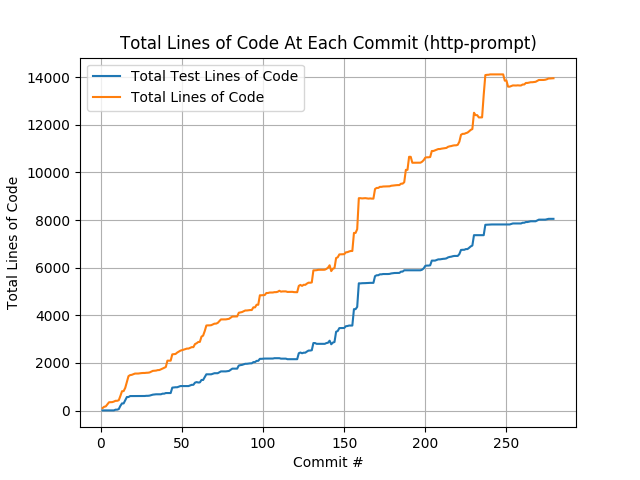 Total Lines of Code At Each Commit (http-prompt)
Total Test Lines of Code
Total Lines of Code
14000
12000
10000
8000
6000
4000
2000
0
Total Lines of Code
0 50 100 150 200 250
Commit #